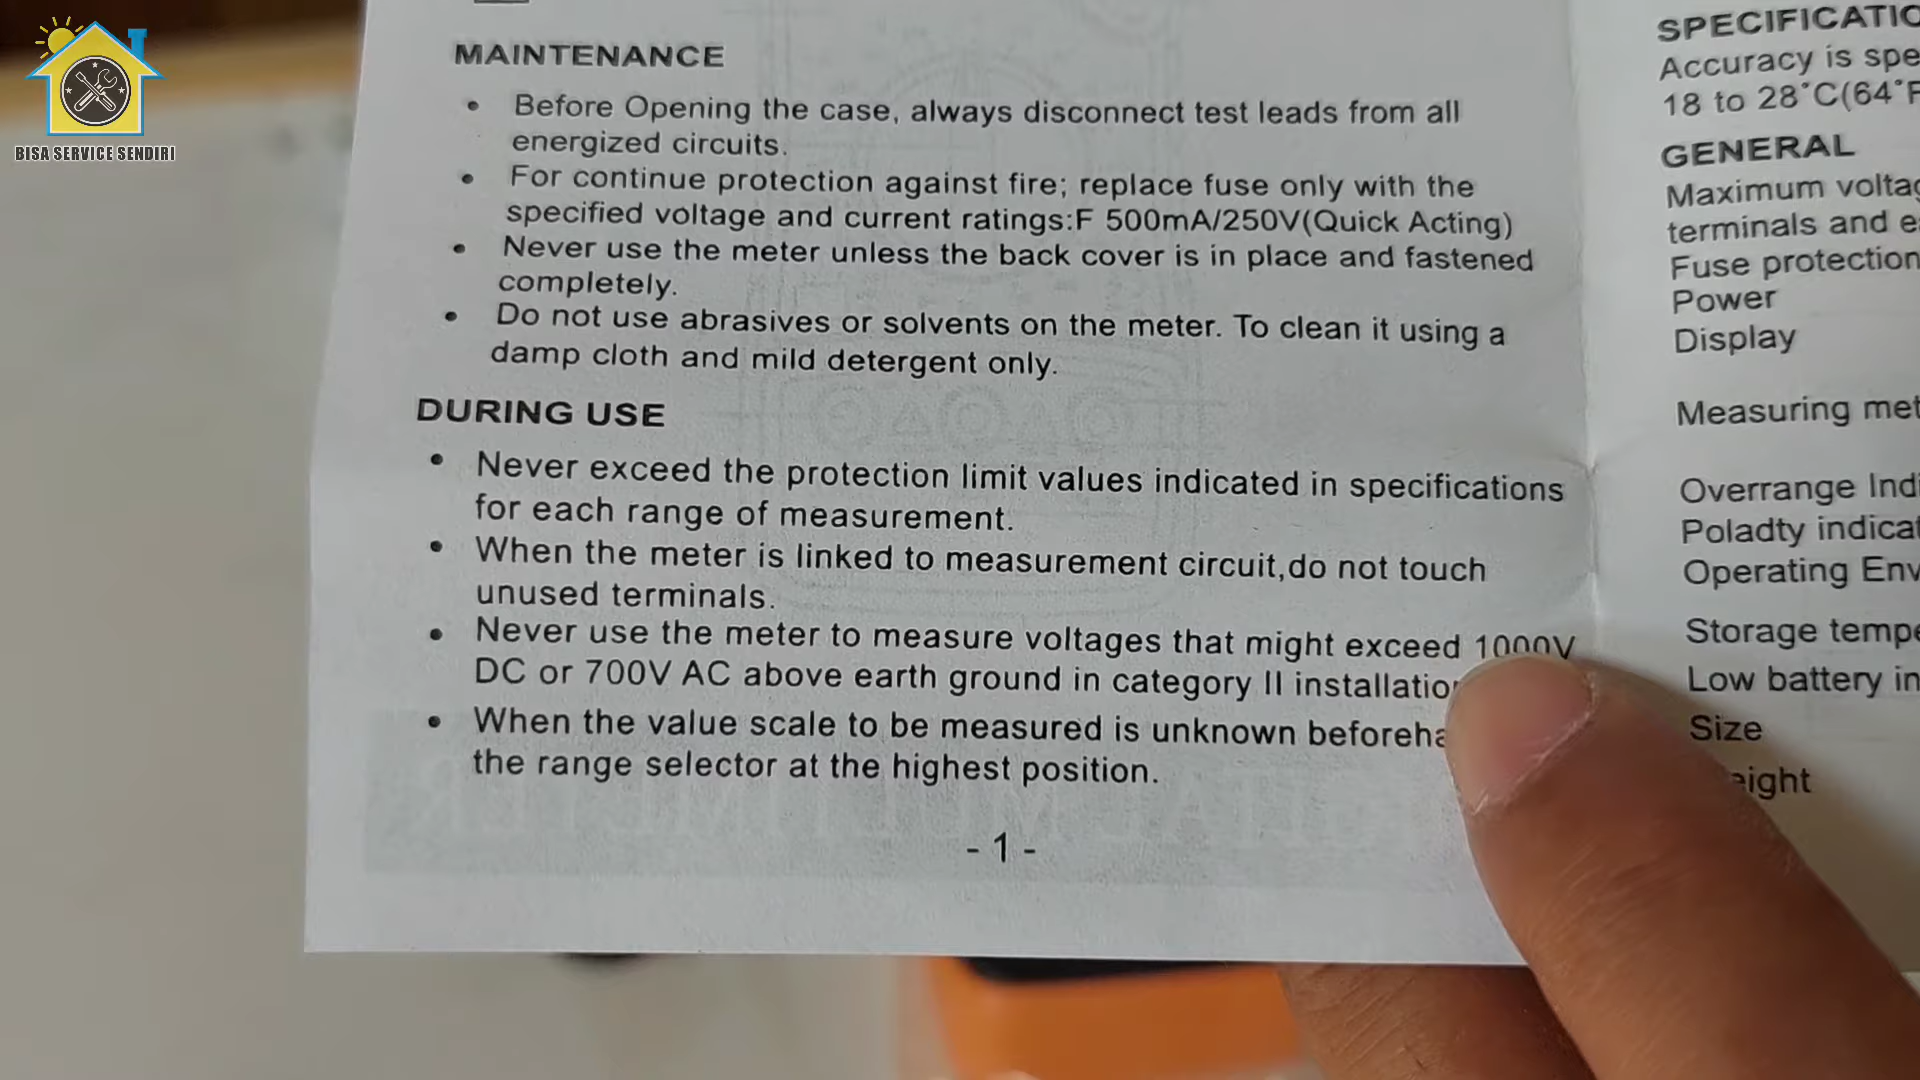 BISA SERVICE SENDIRI
MAINTENANCE
• Before Opening the case, always disconnect test leads from all
energized circuits.
• For continue protection against fire; replace fuse only with the
specified voltage and current ratings:F 500mA/250V(Quick Acting)
• Never use the meter unless the back cover is in place and fastened
completely.
• Do not use abrasives or solvents on the meter. To clean it using a
damp cloth and mild detergent only.
DURING USE
• Never exceed the protection limit values indicated in specifications
for each range of measurement.
• When the meter is linked to measurement circuit,do not touch
unused terminals.
• Never use the meter to measure voltages that might exceed 1000V
DC or 700V AC above earth ground in category II
• When the value scale to be measured is unknown
the range selector at the highest position.
- 1 -
Accuracy is
18 to 28°C(64°F
GENERAL
Maximum
terminals and
Fuse protection
Power
Display
Measuring
Overrange
Poladty
Operating
Storage
Low battery
Size